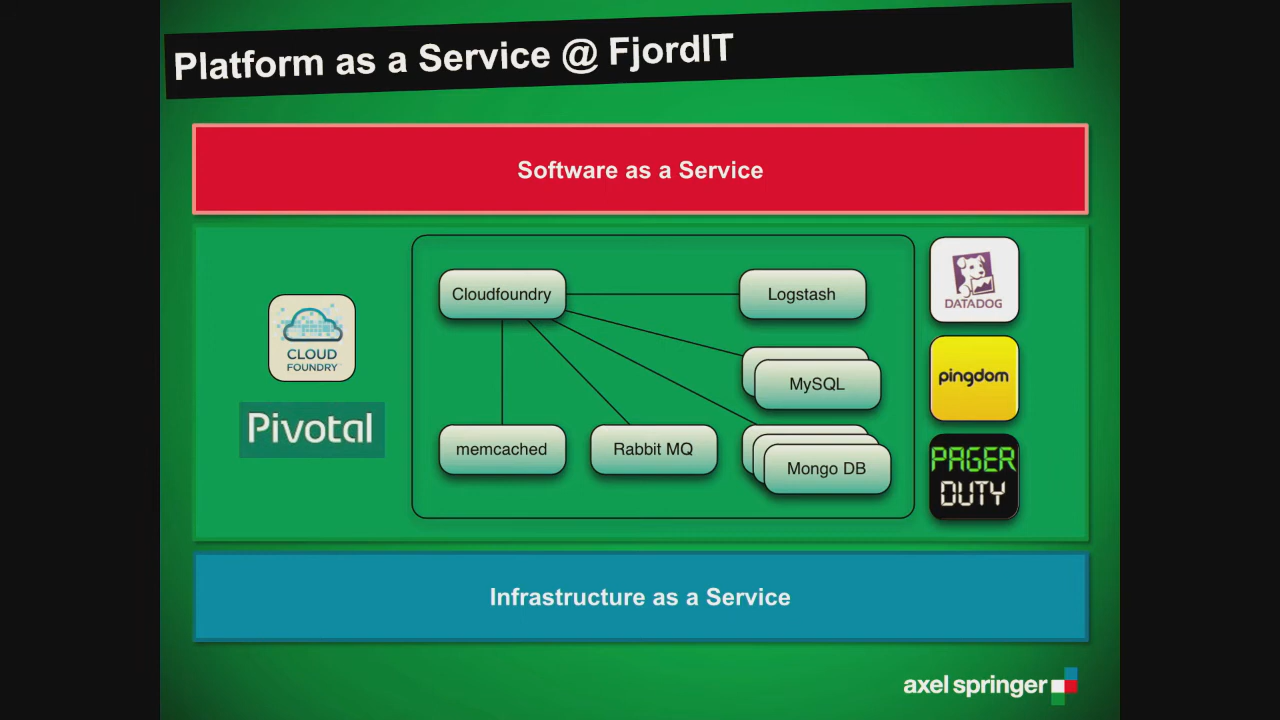 Platform as a Service @ FjordIT
Software as a Service
Cloudfoundry
Logstash
MySQL
memcached
Rabbit MQ
Mongo DB
CLOUD
FOUNDRY
Pivotal
DATADOG
pingdom
PAGER
DUTY
Infrastructure as a Service
axel springer